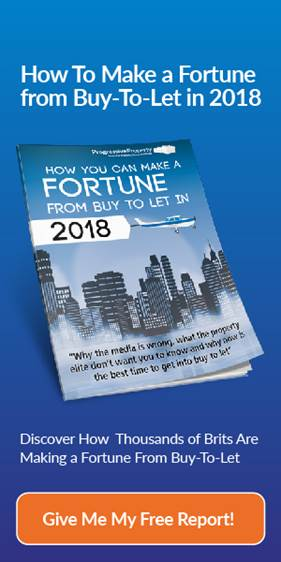 How To Make a Fortune
from Buy-To-Let in 2018
ProgressiveProperty
HOW YOU CAN MAKE A
FORTUNE
FROM BUY TO LET IN
2018
"Why the media is wrong, what the property
elite don't want you to know and why now is
the best time to get into buy to let"
Discover How Thousands of Brits Are
Making a Fortune From Buy-To-Let
Give Me My Free Report!